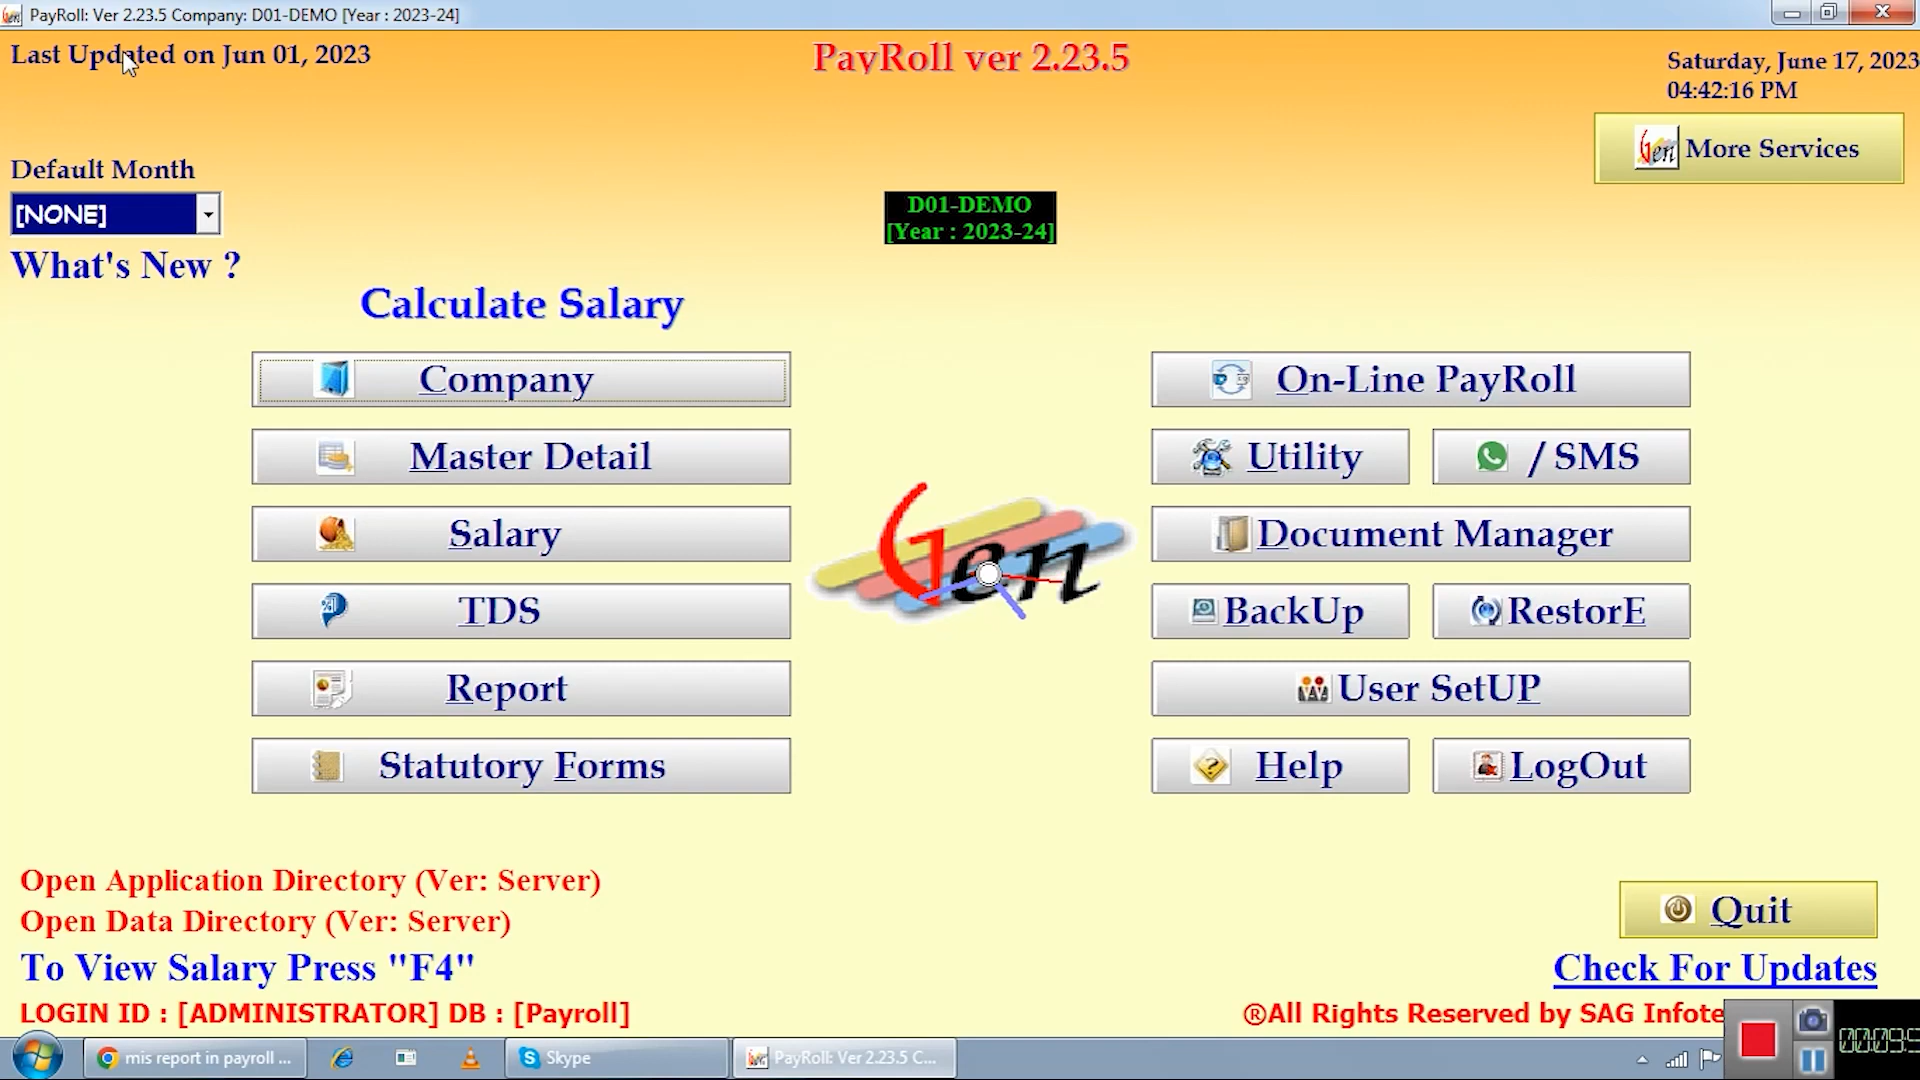 PayRoll: Ver 2.23.5 Company: D01-DEMO [Year : 2023-24]
Last Updated on Jun 01, 2023
PayRoll ver 2.23.5
Saturday, June 17, 2023
04:42:16 PM
Gen More Services
Default Month
[NONE]
D01-DEMO
[Year : 2023-24]
What's New ?
Calculate Salary
Company
On-Line PayRoll
Master Detail
Utility
/ SMS
Salary
Document Manager
Gen
TDS
BackUp
RestorE
Report
User SetUP
Statutory Forms
Help
LogOut
Open Application Directory (Ver: Server)
Open Data Directory (Ver: Server)
Quit
To View Salary Press "F4"
Check For Updates
LOGIN ID : [ADMINISTRATOR] DB : [Payroll]
®All Rights Reserved by SAG Infote
mis report in payroll ...
Skype
PayRoll: Ver 2.23.5 C...